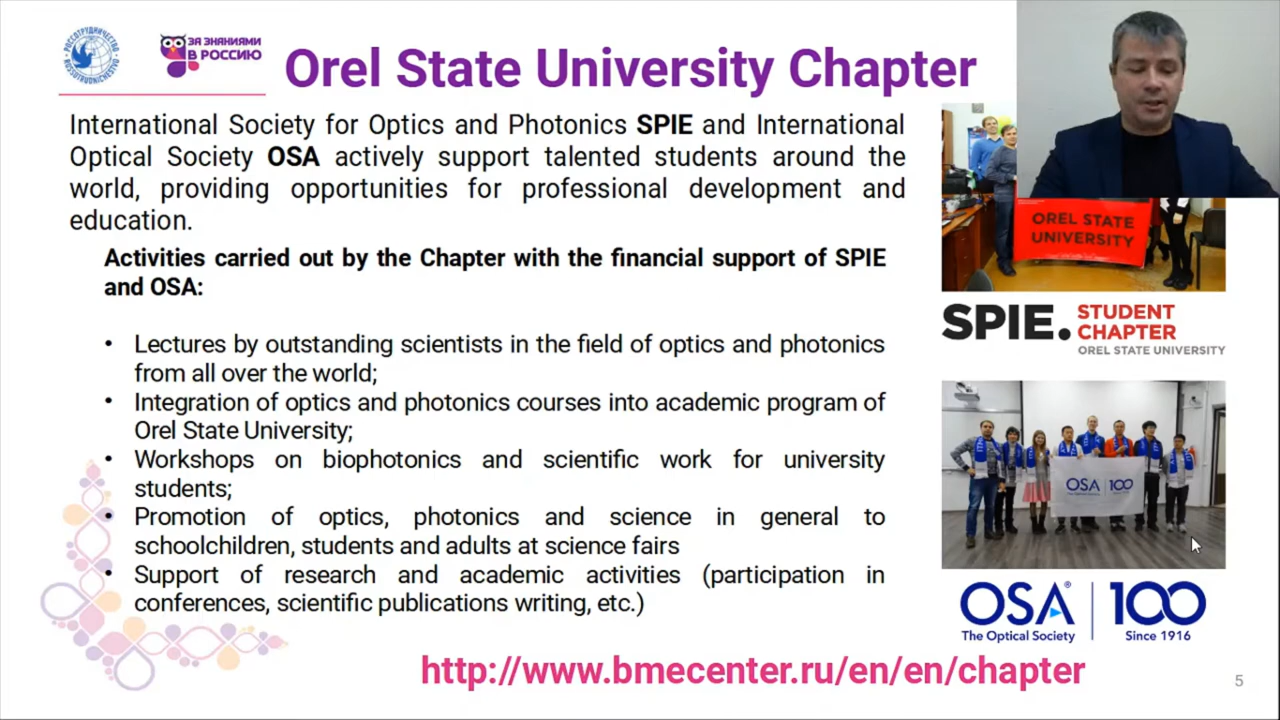 РОССОТРУДНИЧЕСТВО
ROSSOTRUDNICHESTVO
ЗА ЗНАНИЯМИ
В РОССИЮ
Orel State University Chapter
International Society for Optics and Photonics SPIE and International
Optical Society OSA actively support talented students around the
world, providing opportunities for professional development and
education.
Activities carried out by the Chapter with the financial support of SPIE
and OSA:
• Lectures by outstanding scientists in the field of optics and photonics
from all over the world;
• Integration of optics and photonics courses into academic program of
Orel State University;
• Workshops on biophotonics and scientific work for university
students;
• Promotion of optics, photonics and science in general to
schoolchildren, students and adults at science fairs
• Support of research and academic activities (participation in
conferences, scientific publications writing, etc.)
OREL STATE
UNIVERSITY
SPIE. STUDENT
CHAPTER
OREL STATE UNIVERSITY
OSA 100
OSA® 100
The Optical Society Since 1916
http://www.bmecenter.ru/en/en/chapter
5